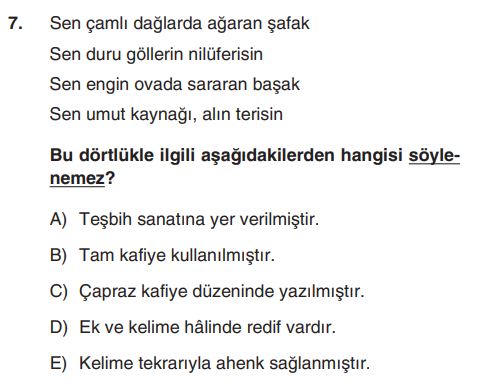 7. Sen çamlı dağlarda ağaran şafak
Sen duru göllerin nilüferisin
Sen engin ovada sararan başak
Sen umut kaynağı, alın terisin
Bu dörtlükle ilgili aşağıdakilerden hangisi söyle-
nemez?
A) Teşbih sanatına yer verilmiştir.
B) Tam kafiye kullanılmıştır.
C) Çapraz kafiye düzeninde yazılmıştır.
D) Ek ve kelime hâlinde redif vardır.
E) Kelime tekrarıyla ahenk sağlanmıştır.